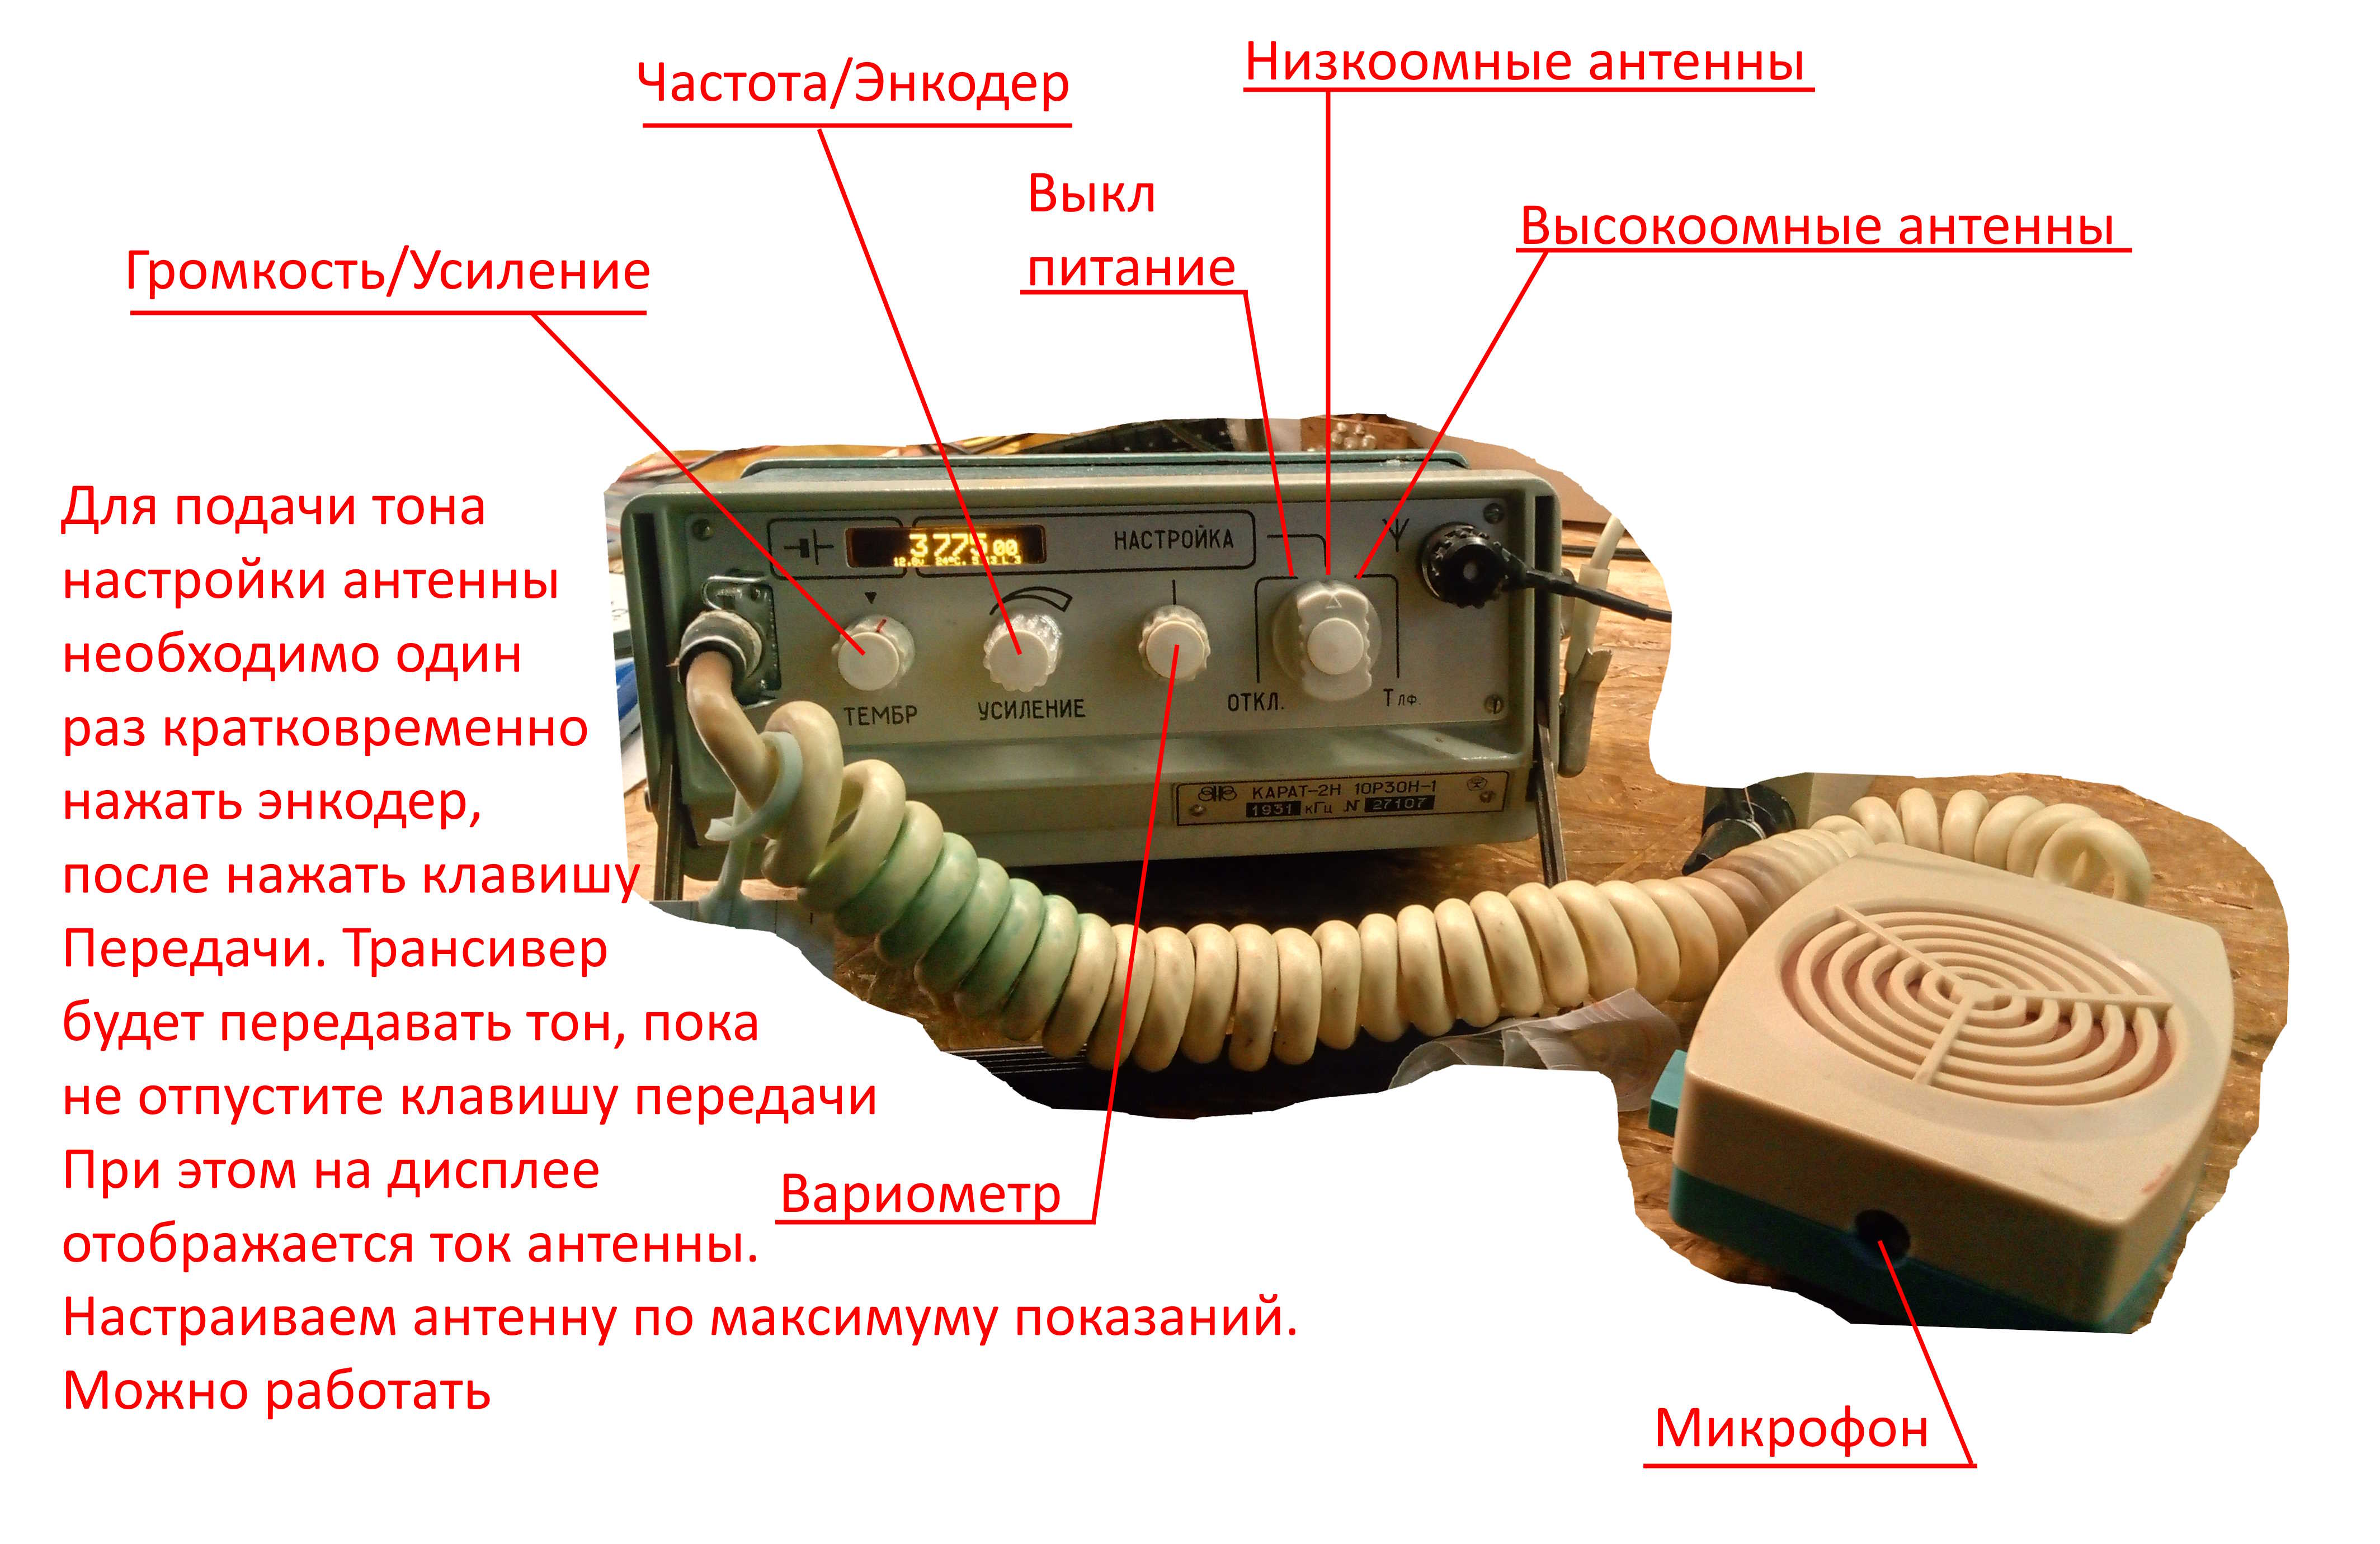 Частота/Энкодер
Низкоомные антенны
Выкл
питание
Высокоомные антенны
Громкость/Усиление
Для подачи тона
настройки антенны
необходимо один
раз кратковременно
нажать энкодер,
после нажать клавишу
Передачи. Трансивер
будет передавать тон, пока
не отпустите клавишу передачи
При этом на дисплее
отображается ток антенны.
Настраиваем антенну по максимуму показаний.
Можно работать
3775 00
НАСТРОЙКА
ТЕМБР
УСИЛЕНИЕ
ОТКЛ.
Тлф.
КАРАТ-2Н 1ОР3ОН-1
1931 кГц № 27107
Вариометр
Микрофон